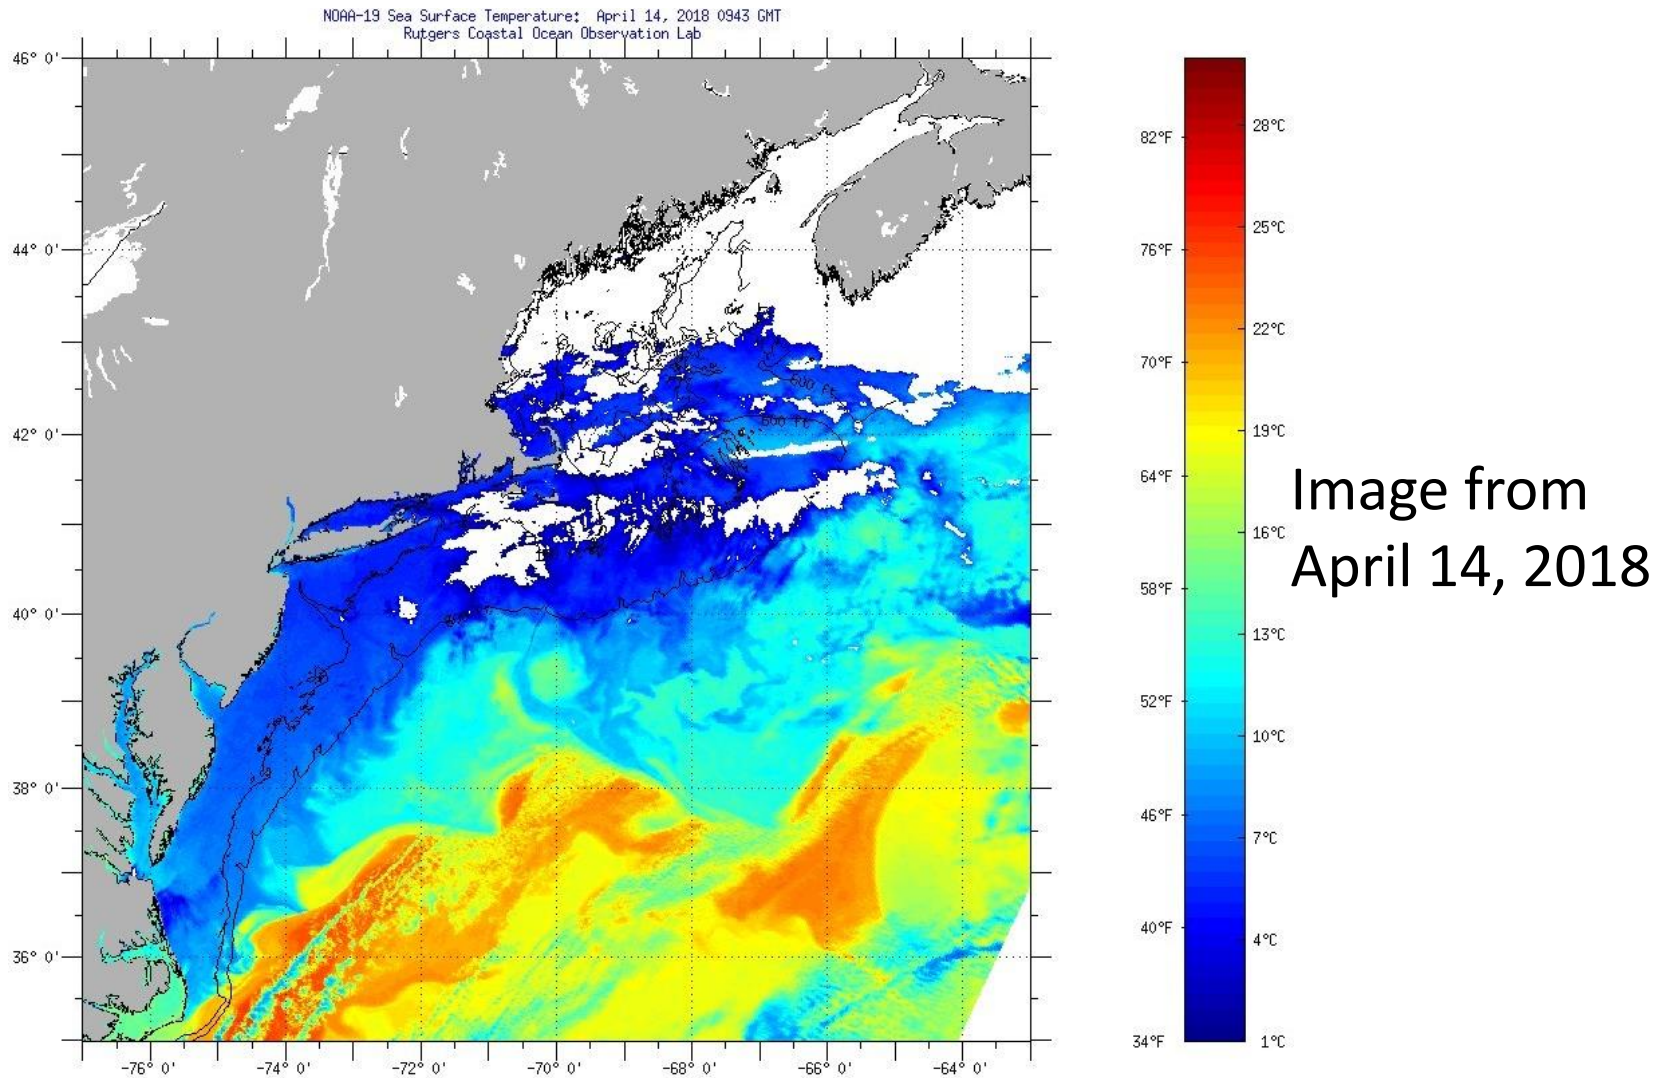 NOAA-19 Sea Surface Temperature: April 14, 2018 0943 GMT
Rutgers Coastal Ocean Observation Lab
46° 0'
44° 0'
42° 0'
40° 0'
38° 0'
36° 0'
-76° 0'
-74° 0'
-72° 0'
-70° 0'
-68° 0'
-66° 0'
-64° 0'
600 ft
600 ft
82°F
76°F
70°F
64°F
58°F
52°F
46°F
40°F
34°F
28°C
25°C
22°C
19°C
16°C
13°C
10°C
7°C
4°C
1°C
Image from
April 14, 2018